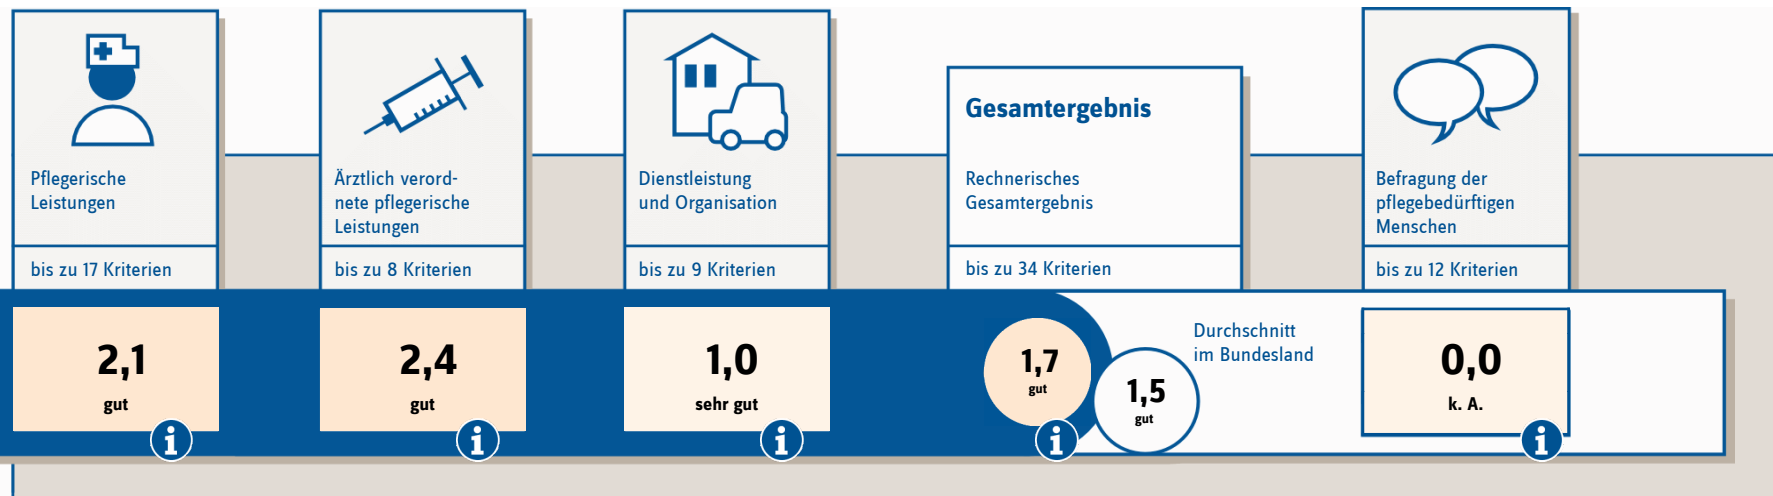 Pflegerische
Leistungen
bis zu 17 Kriterien
2,1
gut
i
Ärztlich verord-
nete pflegerische
Leistungen
bis zu 8 Kriterien
2,4
gut
i
Dienstleistung
und Organisation
bis zu 9 Kriterien
1,0
sehr gut
i
Gesamtergebnis
Rechnerisches
Gesamtergebnis
bis zu 34 Kriterien
1,7
gut
i
1,5
gut
Durchschnitt
im Bundesland
Befragung der
pflegebedürftigen
Menschen
bis zu 12 Kriterien
0,0
k. A.
i